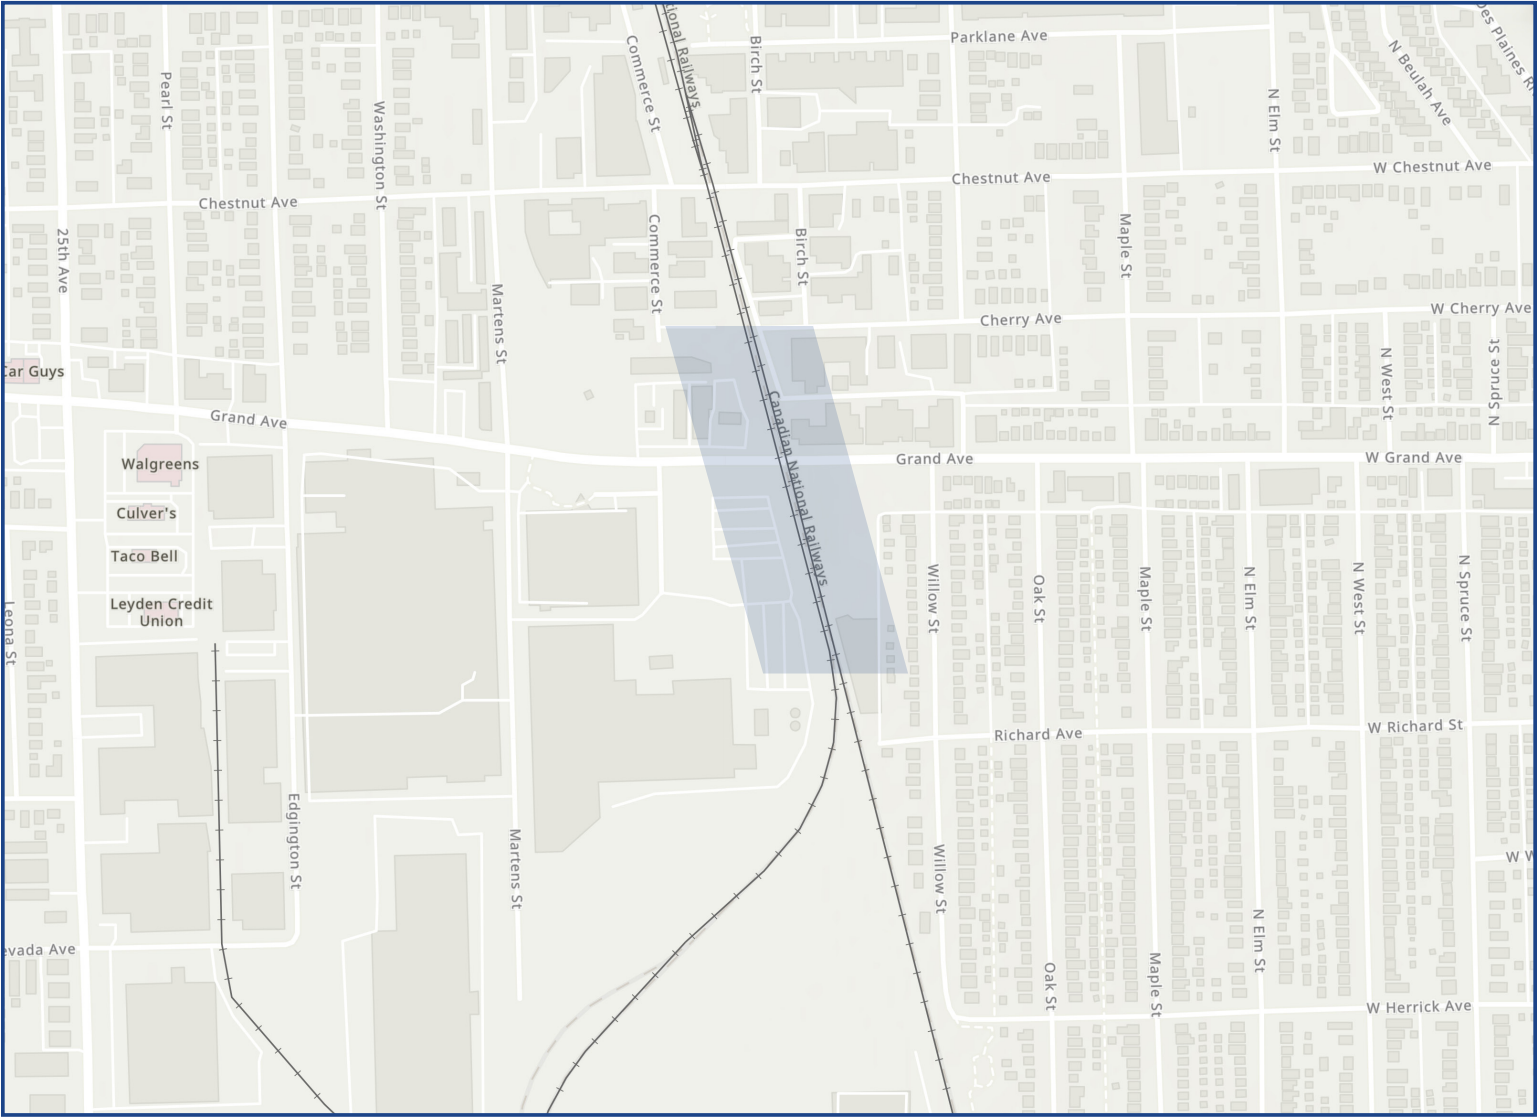 Parklane Ave
Des Plaines R
N Beulah Ave
Commerce St
tional Railways
Birch St
Pearl St
Washington St
N Elm St
W Chestnut Ave
Chestnut Ave
Chestnut Ave
25th Ave
Commerce St
Birch St
Maple St
Martens St
W Cherry Ave
Cherry Ave
Car Guys
N West St
N Spruce St
Grand Ave
Canadian National Railways
Grand Ave
W Grand Ave
Walgreens
Culver's
Taco Bell
Leyden Credit
Union
Leona St
Willow St
Oak St
Maple St
N Elm St
N West St
N Spruce St
Richard Ave
W Richard St
Edgington St
Martens St
Willow St
W W
evada Ave
N Elm St
Oak St
Maple St
W Herrick Ave